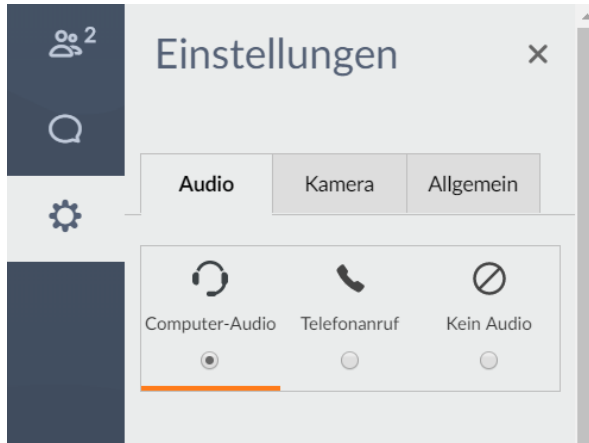 2
Einstellungen
Audio Kamera Allgemein
Computer-Audio Telefonanruf Kein Audio